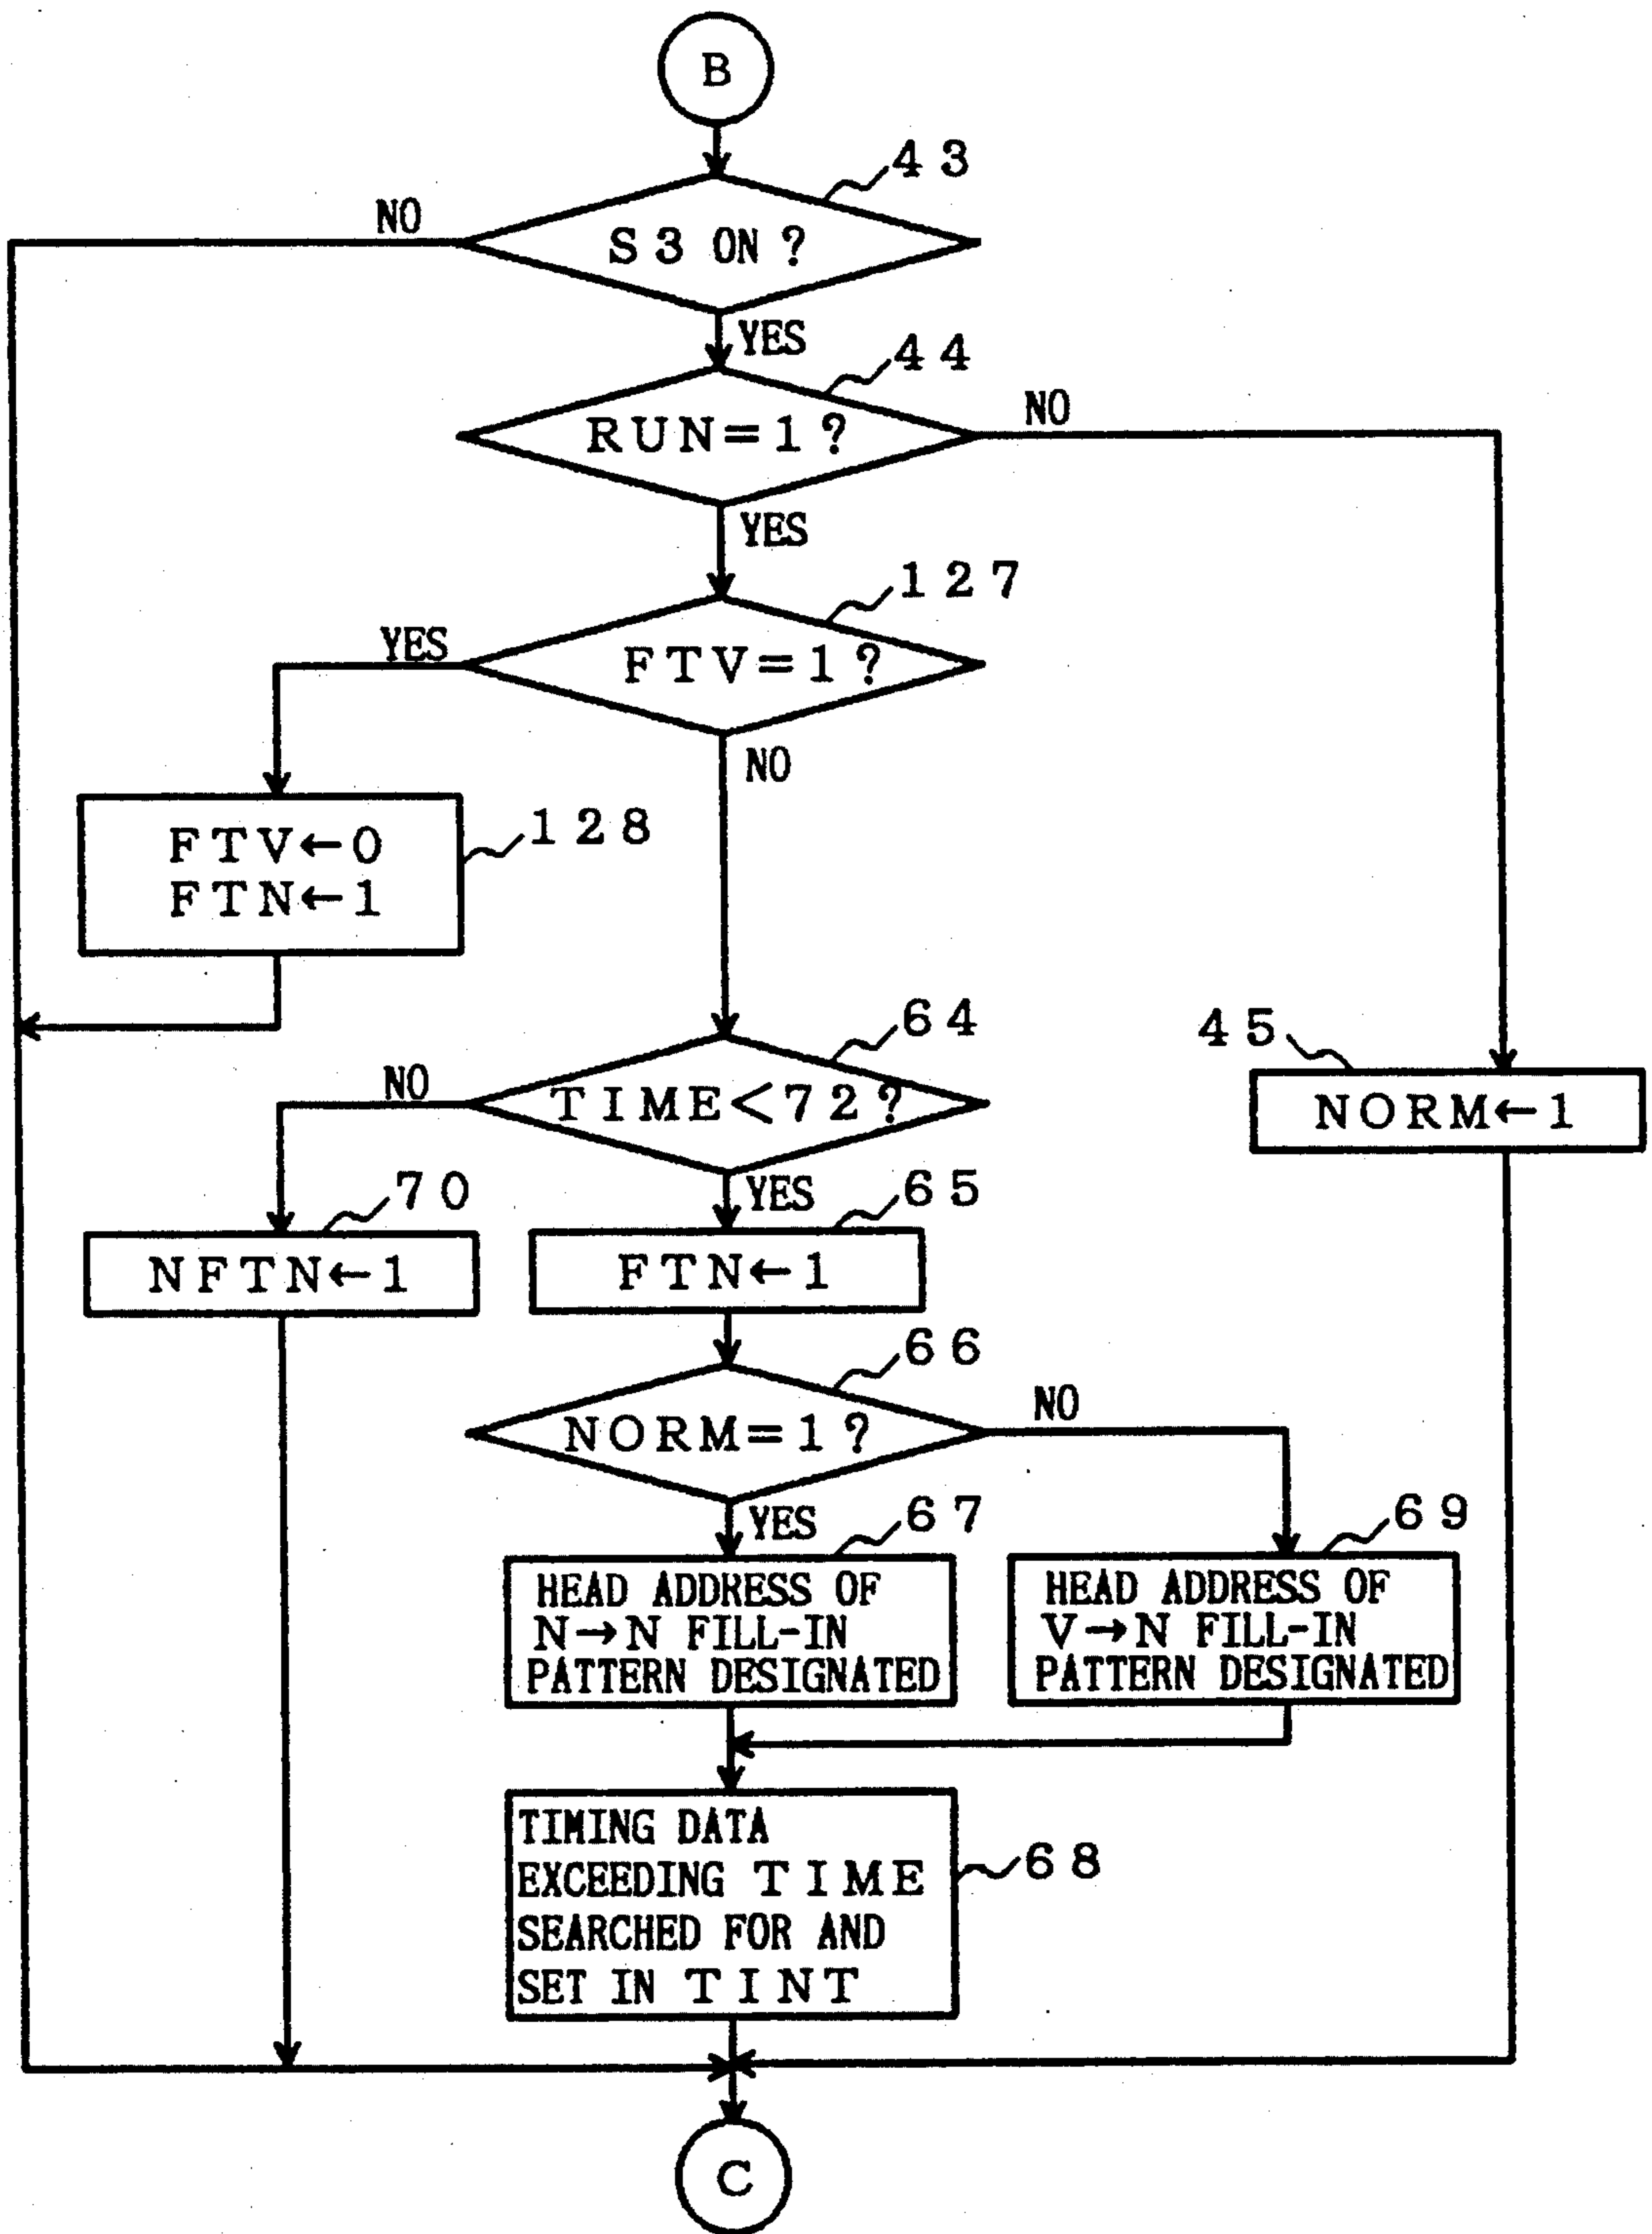 B
43
NO
S3 ON ?
YES
44
RUN=1?
NO
YES
127
YES
FTV=1?
NO
128
FTV←0
FTN←1
64
45
NO
TIME<72?
NORM←1
70
YES
65
NFTN←1
FTN←1
66
NORM=1?
NO
YES
67
69
HEAD ADDRESS OF
N→N FILL-IN
PATTERN DESIGNATED
HEAD ADDRESS OF
V→N FILL-IN
PATTERN DESIGNATED
TIMING DATA
EXCEEDING TIME
SEARCHED FOR AND
SET IN TINT
68
C